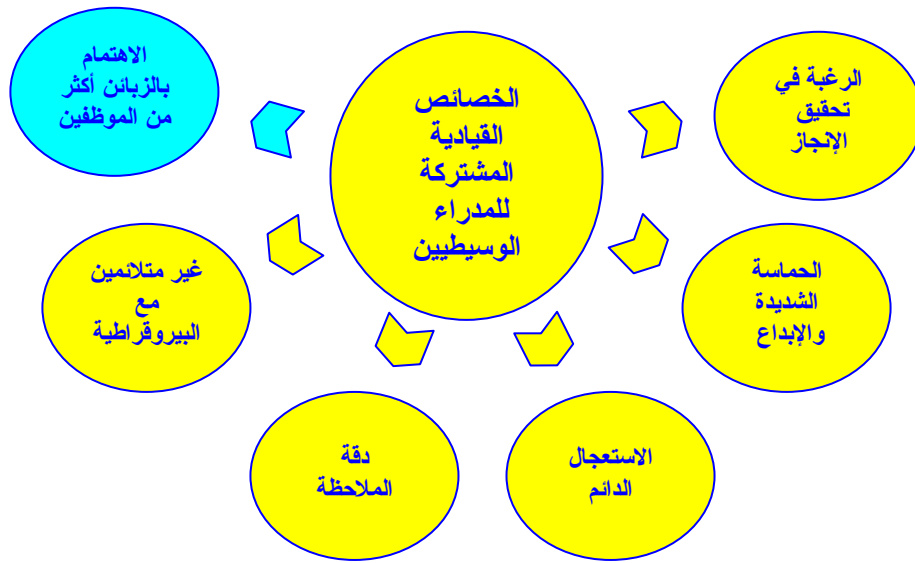 الخصائص
القيادية
المشتركة
للمدراء
الوسيطيين
الرغبة في
تحقيق
الإنجاز
الحماسة
الشديدة
والإبداع
الاستعجال
الدائم
دقة
الملاحظة
غير متلائمين
مع
البيروقراطية
الاهتمام
بالزبائن أكثر
من الموظفين